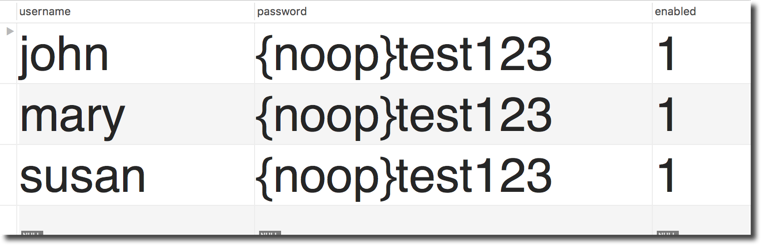 username password enabled
john {noop}test123 1
mary {noop}test123 1
susan {noop}test123 1